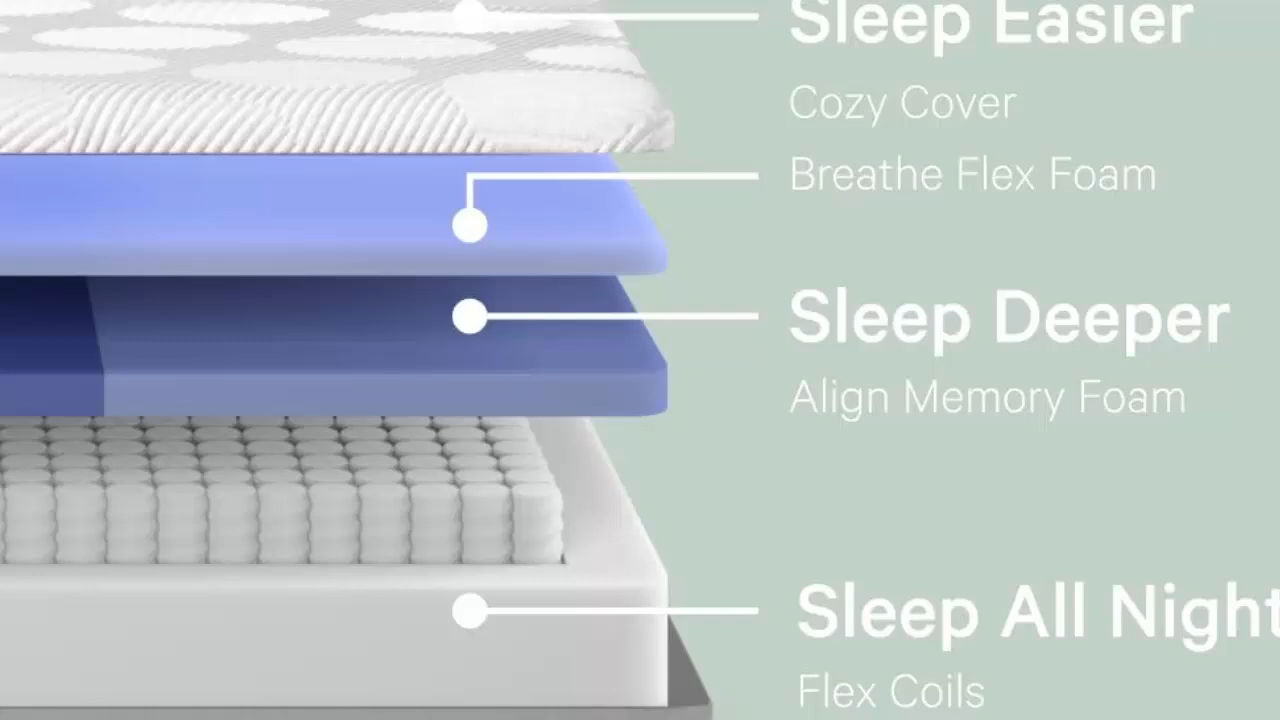 Sleep Easier
Cozy Cover
Breathe Flex Foam
Sleep Deeper
Align Memory Foam
Sleep All Night
Flex Coils